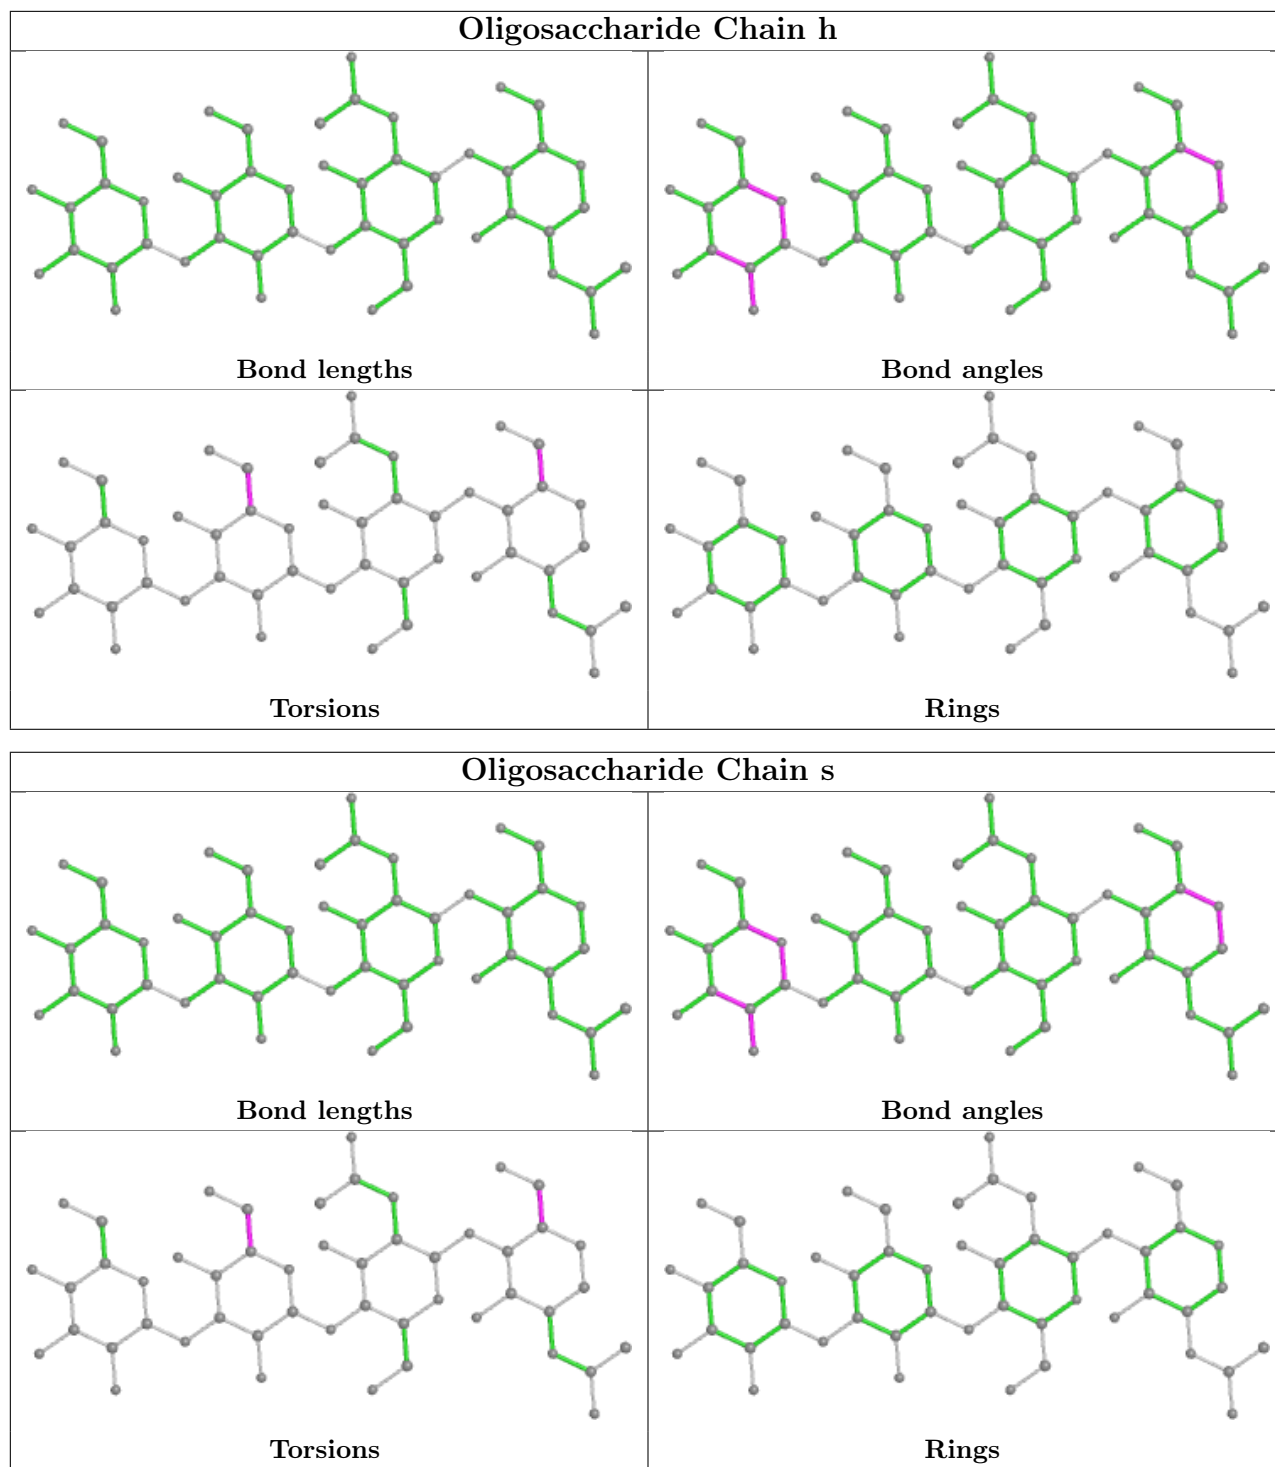 Oligosaccharide Chain h
Bond lengths
Bond angles
Torsions
Rings
Oligosaccharide Chain s
Bond lengths
Bond angles
Torsions
Rings